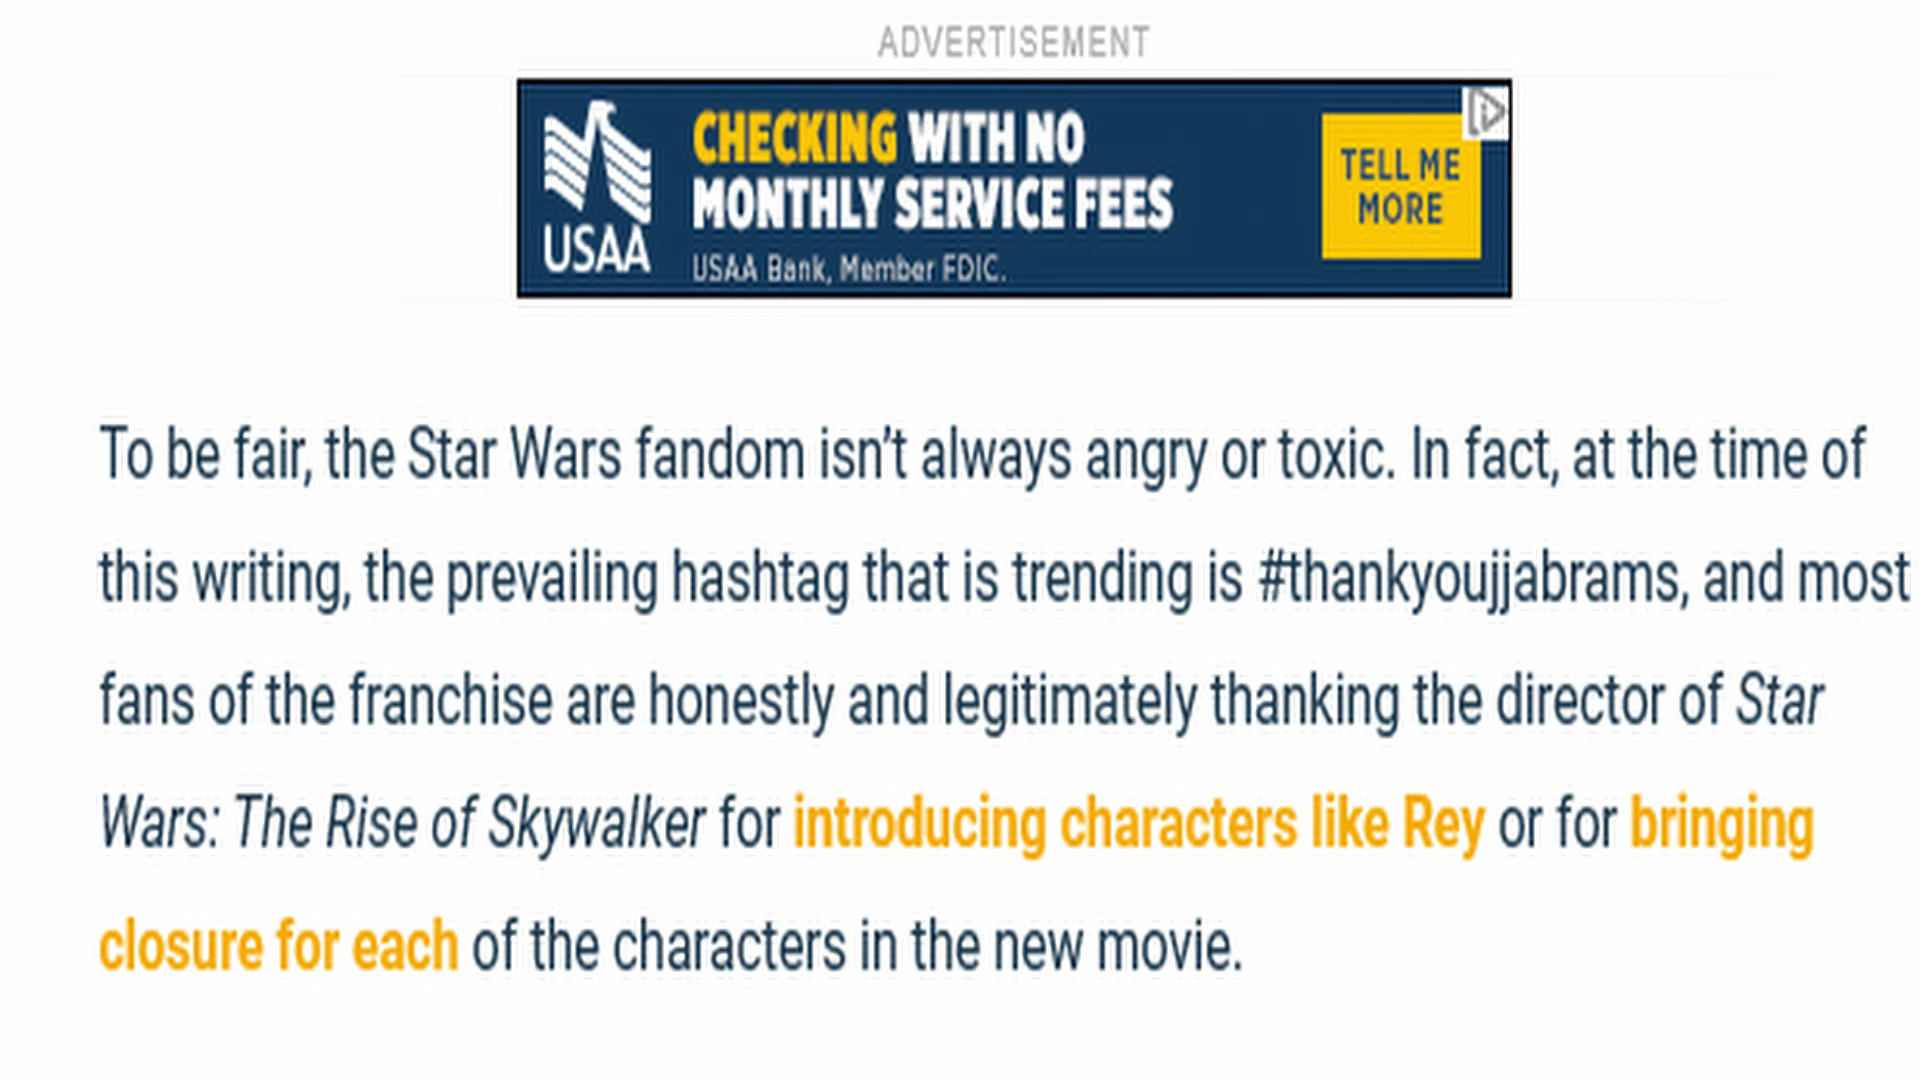 ADVERTISEMENT
CHECKING WITH NO
MONTHLY SERVICE FEES
USAA Bank, Member FDIC.
USAA
TELL ME
MORE
To be fair, the Star Wars fandom isn’t always angry or toxic. In fact, at the time of
this writing, the prevailing hashtag that is trending is #thankyoujjabrams, and most
fans of the franchise are honestly and legitimately thanking the director of Star
Wars: The Rise of Skywalker for introducing characters like Rey or for bringing
closure for each of the characters in the new movie.